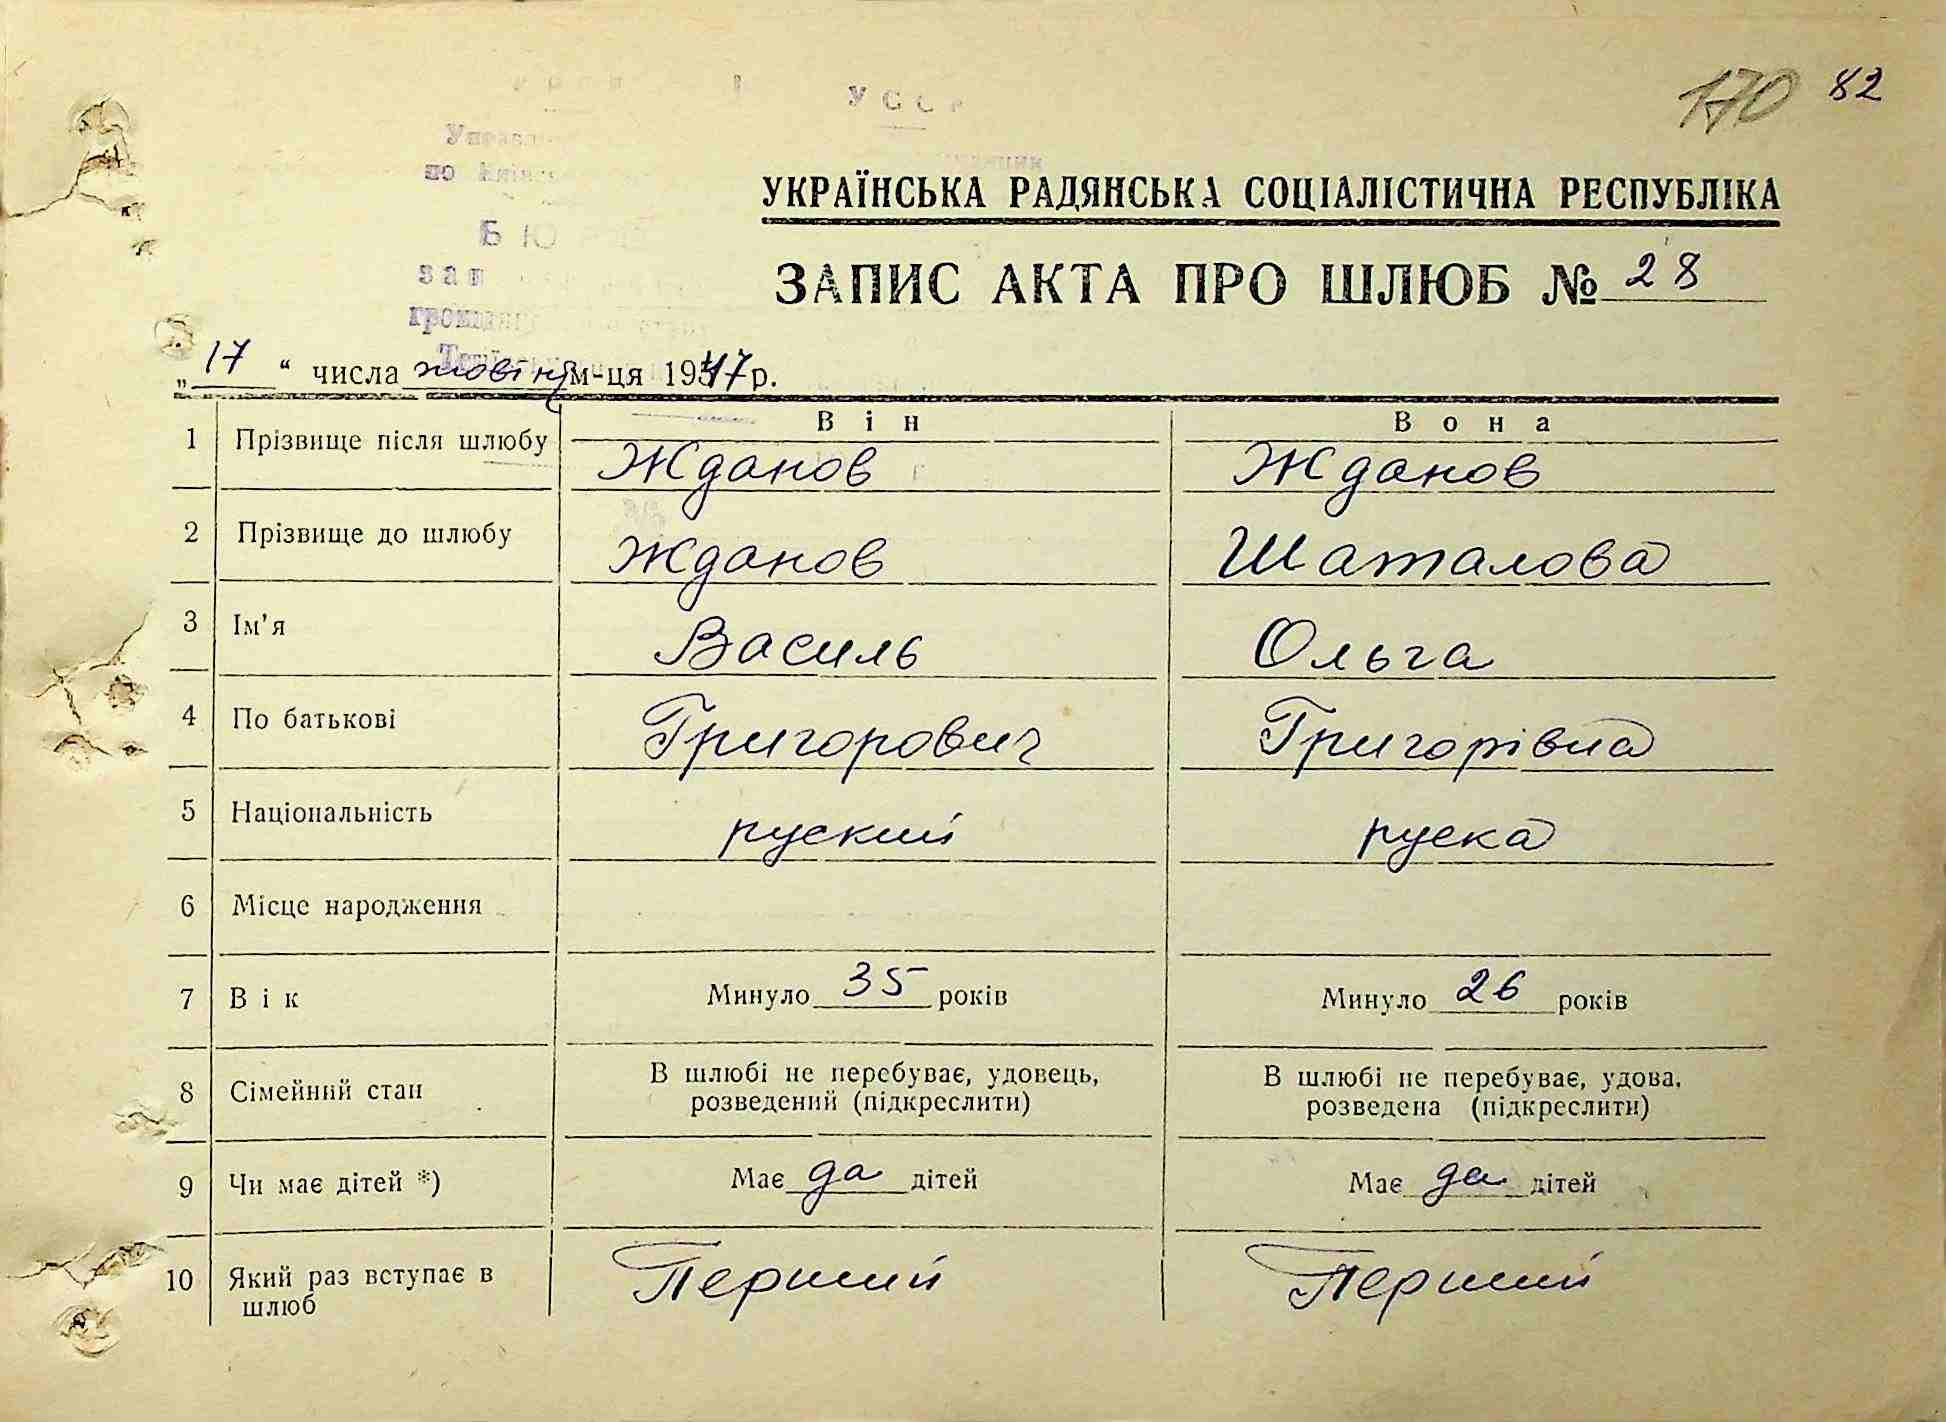 170 82
УССР
по
БЮ
зап
УКРАЇНСЬКА РАДЯНСЬКА СОЦІАЛІСТИЧНА РЕСПУБЛІКА
ЗАПИС АКТА ПРО ШЛЮБ № 28
„ 17 “ числа жовтня м-ця 1947 р.
Він Вона
1 Прізвище після шлюбу Жданов Жданов
2 Прізвище до шлюбу Жданов Шаталова
3 Ім’я Василь Ольга
4 По батькові Григорович Григорівна
5 Національність руский руска
6 Місце народження
7 Вік Минуло 35 років Минуло 26 років
8 Сімейний стан В шлюбі не перебуває, удовець, В шлюбі не перебуває, удова,
розведений (підкреслити) розведена (підкреслити)
9 Чи має дітей *) Має да дітей Має да дітей
10 Який раз вступає в Перший Перший
шлюб